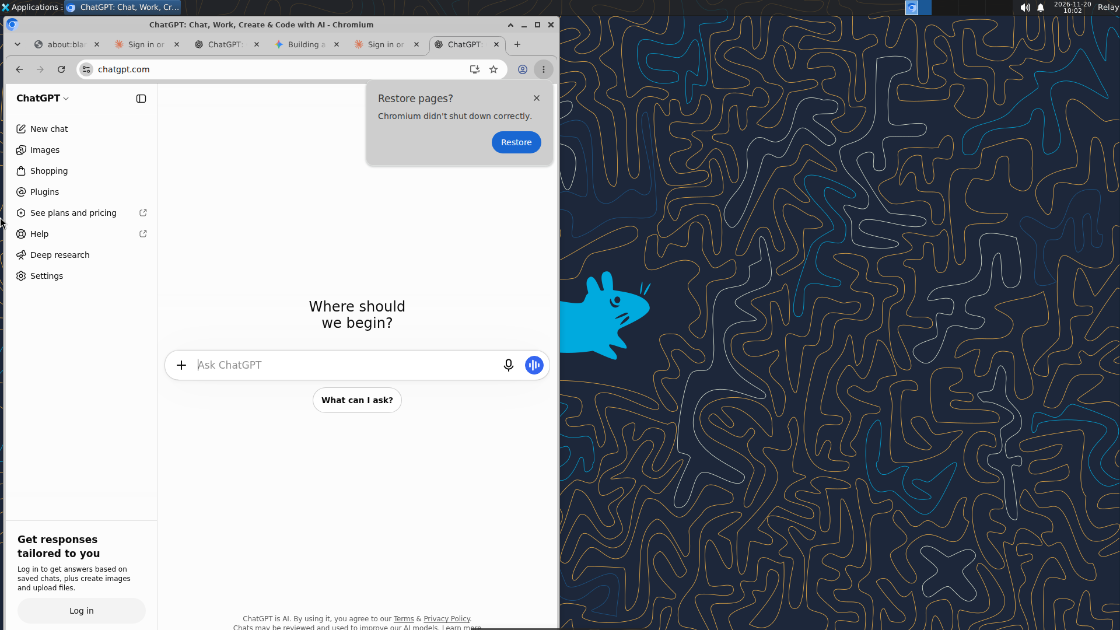 Applications
ChatGPT: Chat, Work, Cr...
2026-11-20
10:02
Relay
ChatGPT: Chat, Work, Create & Code with AI - Chromium
about:bla
Sign in or
ChatGPT:
Building a
Sign in or
ChatGPT:
chatgpt.com
ChatGPT
Restore pages?
Chromium didn't shut down correctly.
Restore
New chat
Images
Shopping
Plugins
See plans and pricing
Help
Deep research
Settings
Where should
we begin?
Ask ChatGPT
What can I ask?
Get responses
tailored to you
Log in to get answers based on
saved chats, plus create images
and upload files.
Log in
ChatGPT is AI. By using it, you agree to our Terms & Privacy Policy.
Chats may be reviewed and used to improve our AI models. Learn more